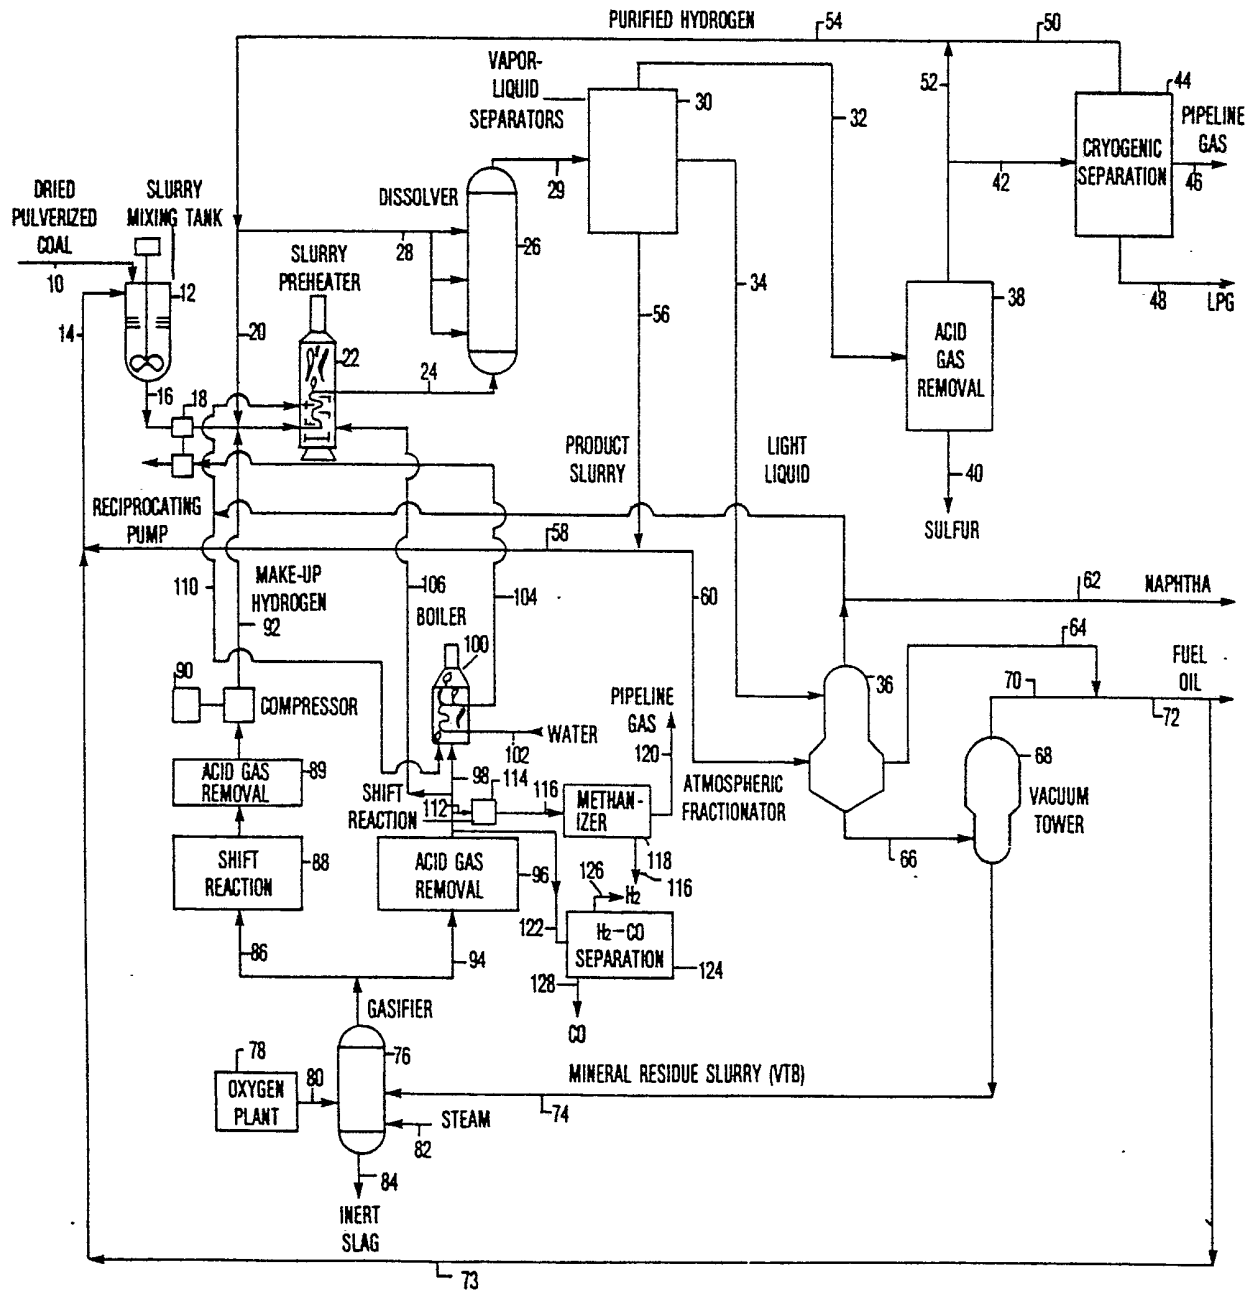 PURIFIED HYDROGEN
54
50
VAPOR-
LIQUID
SEPARATORS
30
52
32
44
PIPELINE
GAS
CRYOGENIC
SEPARATION
42
46
29
DRIED
PULVERIZED
COAL
SLURRY
MIXING TANK
DISSOLVER
28
26
SLURRY
PREHEATER
10
12
14
20
22
34
56
38
48
LPG
ACID
GAS
REMOVAL
24
16
18
PRODUCT
SLURRY
LIGHT
LIQUID
40
SULFUR
RECIPROCATING
PUMP
58
110
MAKE-UP
HYDROGEN
92
106
104
BOILER
100
60
62
NAPHTHA
64
FUEL
OIL
36
70
72
90
COMPRESSOR
PIPELINE
GAS
120
WATER
102
68
VACUUM
TOWER
ATMOSPHERIC
FRACTIONATOR
ACID GAS
REMOVAL
89
98
114
SHIFT
REACTION
112
116
METHAN-
IZER
118
66
SHIFT
REACTION
88
ACID GAS
REMOVAL
96
126
H2
116
122
H2-CO
SEPARATION
124
86
94
128
CO
GASIFIER
76
78
OXYGEN
PLANT
80
MINERAL RESIDUE SLURRY (VTB)
74
STEAM
82
84
INERT
SLAG
73